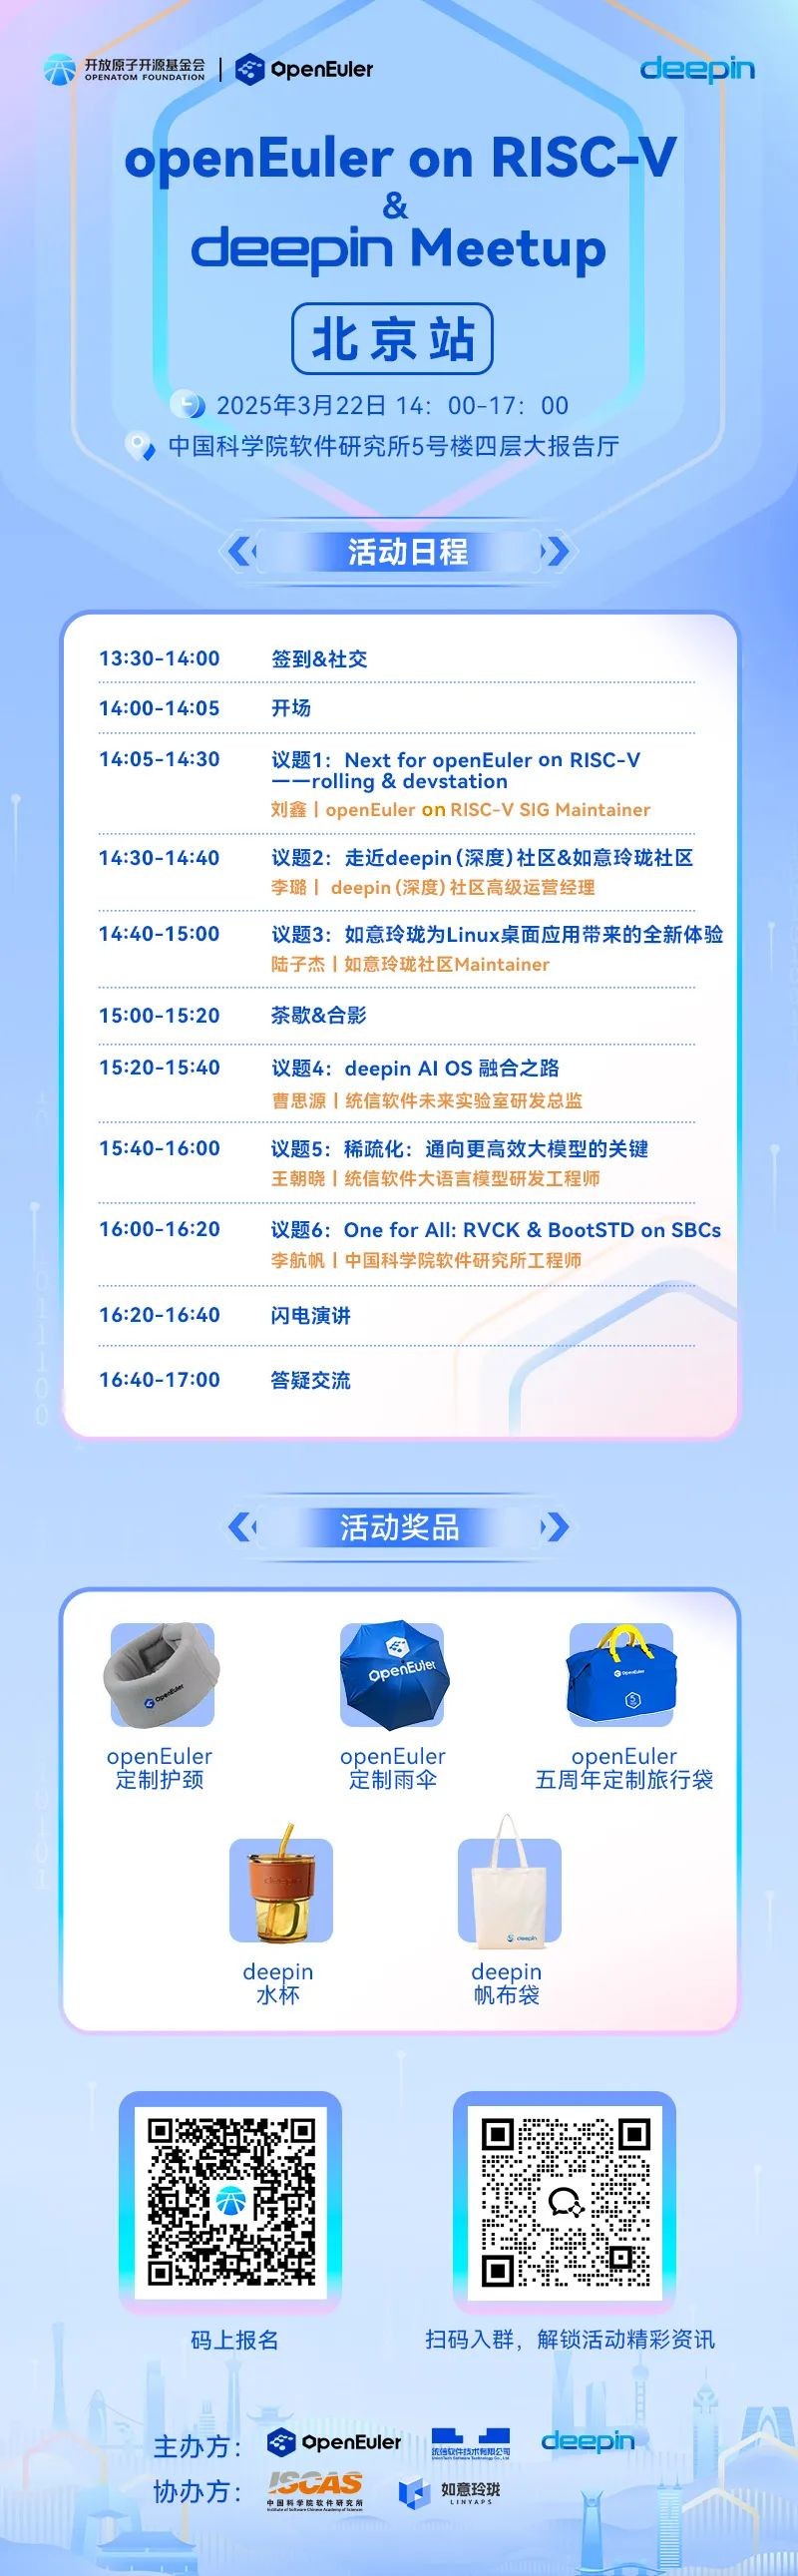 开放原子开源基金会
OPENATOM FOUNDATION
OpenEuler
deepin
openEuler on RISC-V
&
deepin Meetup
北京站
2025年3月22日 14：00-17：00
中国科学院软件研究所5号楼四层大报告厅
活动日程
13:30-14:00 签到&社交
14:00-14:05 开场
14:05-14:30 议题1：Next for openEuler on RISC-V
——rolling & devstation
刘鑫丨openEuler on RISC-V SIG Maintainer
14:30-14:40 议题2：走近deepin（深度）社区&如意玲珑社区
李璐丨 deepin（深度）社区高级运营经理
14:40-15:00 议题3：如意玲珑为Linux桌面应用带来的全新体验
陆子杰丨如意玲珑社区Maintainer
15:00-15:20 茶歇&合影
15:20-15:40 议题4：deepin AI OS 融合之路
曹思源丨统信软件未来实验室研发总监
15:40-16:00 议题5：稀疏化：通向更高效大模型的关键
王朝晓丨统信软件大语言模型研发工程师
16:00-16:20 议题6：One for All: RVCK & BootSTD on SBCs
李航帆丨中国科学院软件研究所工程师
16:20-16:40 闪电演讲
16:40-17:00 答疑交流
活动奖品
OpenEuler
OpenEuler
OpenEuler
openEuler
定制护颈
openEuler
定制雨伞
openEuler
五周年定制旅行袋
deepin
deepin
deepin
水杯
deepin
帆布袋
码上报名
扫码入群，解锁活动精彩资讯
主办方：
OpenEuler
统信软件技术有限公司
deepin
协办方：
ISCAS
中国科学院软件研究所
Institute of Software Chinese Academy of Sciences
如意玲珑
LINYAPS